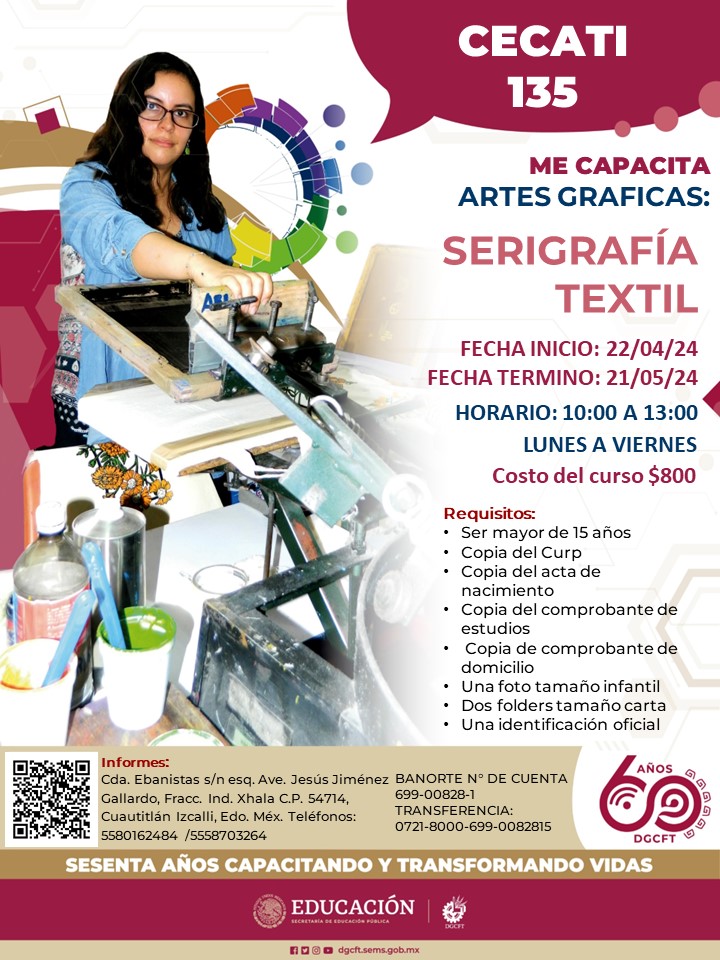 CECATI
135
ME CAPACITA
ARTES GRAFICAS:
SERIGRAFÍA
TEXTIL
FECHA INICIO: 22/04/24
FECHA TERMINO: 21/05/24
HORARIO: 10:00 A 13:00
LUNES A VIERNES
Costo del curso $800
Requisitos:
• Ser mayor de 15 años
• Copia del Curp
• Copia del acta de
nacimiento
• Copia del comprobante de
estudios
• Copia de comprobante de
domicilio
• Una foto tamaño infantil
• Dos folders tamaño carta
• Una identificación oficial
Informes:
Cda. Ebanistas s/n esq. Ave. Jesús Jiménez
Gallardo, Fracc. Ind. Xhala C.P. 54714,
Cuautitlán Izcalli, Edo. Méx. Teléfonos:
5580162484 /5558703264
BANORTE N° DE CUENTA
699-00828-1
TRANSFERENCIA:
0721-8000-699-0082815
AÑOS
60
DGCFT
SESENTA AÑOS CAPACITANDO Y TRANSFORMANDO VIDAS
EDUCACIÓN
SECRETARÍA DE EDUCACIÓN PÚBLICA
DGCFT
dgcft.sems.gob.mx